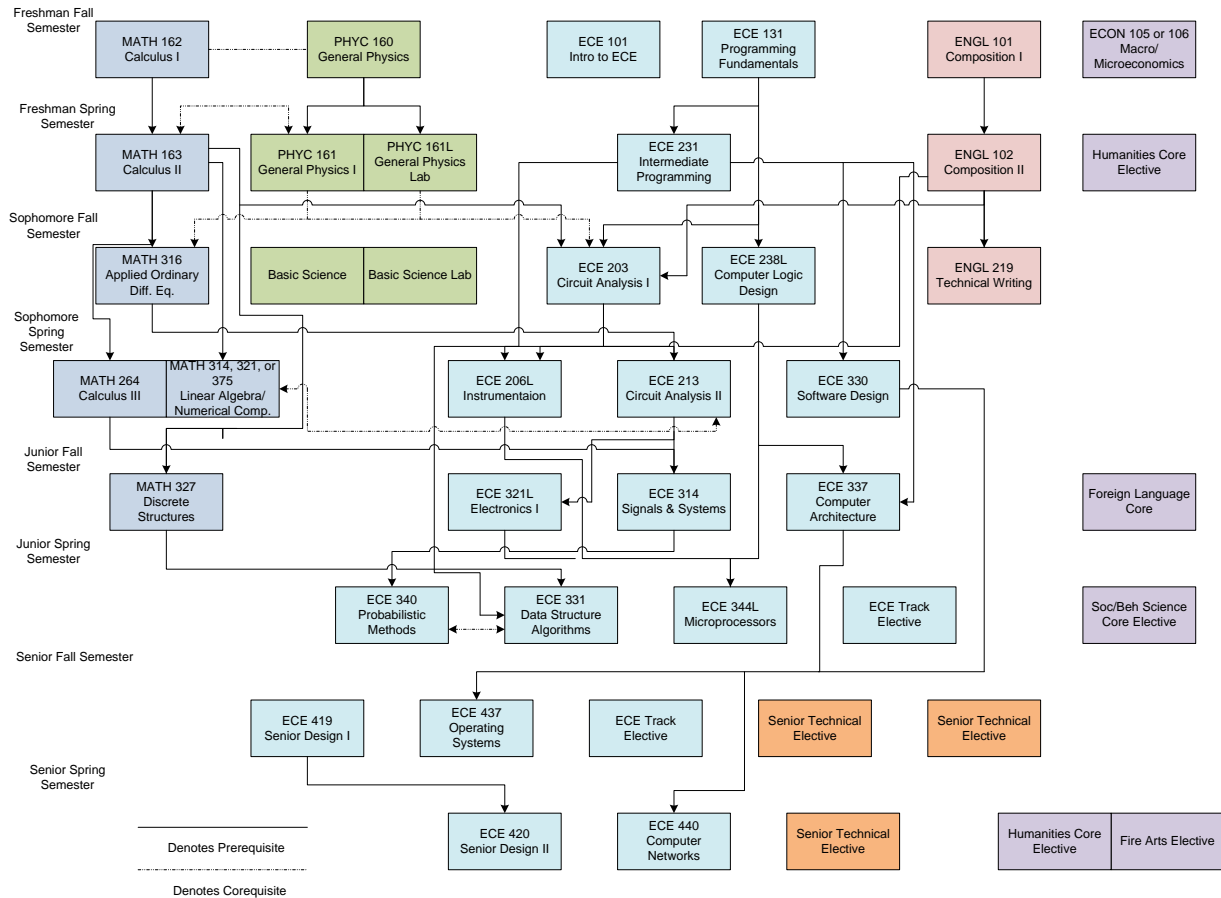 Freshman Fall
Semester
MATH 162
Calculus I
PHYC 160
General Physics
ECE 101
Intro to ECE
ECE 131
Programming
Fundamentals
ENGL 101
Composition I
ECON 105 or 106
Macro/
Microeconomics
Freshman Spring
Semester
MATH 163
Calculus II
PHYC 161
General Physics I
PHYC 161L
General Physics
Lab
ECE 231
Intermediate
Programming
ENGL 102
Composition II
Humanities Core
Elective
Sophomore Fall
Semester
MATH 316
Applied Ordinary
Diff. Eq.
Basic Science
Basic Science Lab
ECE 203
Circuit Analysis I
ECE 238L
Computer Logic
Design
ENGL 219
Technical Writing
Sophomore
Spring
Semester
MATH 264
Calculus III
MATH 314, 321, or
375
Linear Algebra/
Numerical Comp.
ECE 206L
Instrumentaion
ECE 213
Circuit Analysis II
ECE 330
Software Design
Junior Fall
Semester
MATH 327
Discrete
Structures
ECE 321L
Electronics I
ECE 314
Signals & Systems
ECE 337
Computer
Architecture
Foreign Language
Core
Junior Spring
Semester
ECE 340
Probabilistic
Methods
ECE 331
Data Structure
Algorithms
ECE 344L
Microprocessors
ECE Track
Elective
Soc/Beh Science
Core Elective
Senior Fall Semester
ECE 419
Senior Design I
ECE 437
Operating
Systems
ECE Track
Elective
Senior Technical
Elective
Senior Technical
Elective
Senior Spring
Semester
ECE 420
Senior Design II
ECE 440
Computer
Networks
Senior Technical
Elective
Humanities Core
Elective
Fire Arts Elective
Denotes Prerequisite
Denotes Corequisite